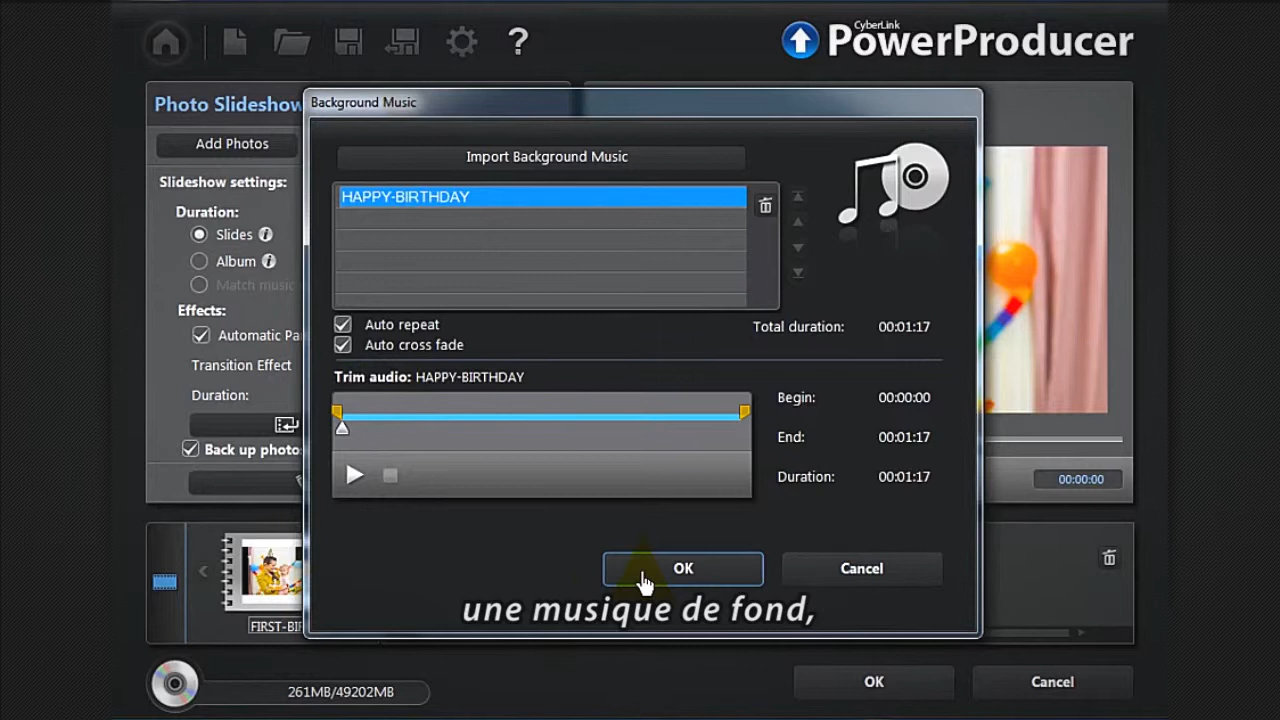 CyberLink
PowerProducer
?
Photo Slideshow
Background Music
Add Photos
Import Background Music
Slideshow settings:
HAPPY-BIRTHDAY
Duration:
Slides
Album
Match music
Effects:
Auto repeat
Total duration: 00:01:17
Automatic
Auto cross fade
Transition Effect
Trim audio: HAPPY-BIRTHDAY
Duration:
Begin: 00:00:00
End: 00:01:17
Back up photo
Duration: 00:01:17
00:00:00
OK
Cancel
une musique de fond,
FIRST-BI
261MB/49202MB
OK
Cancel